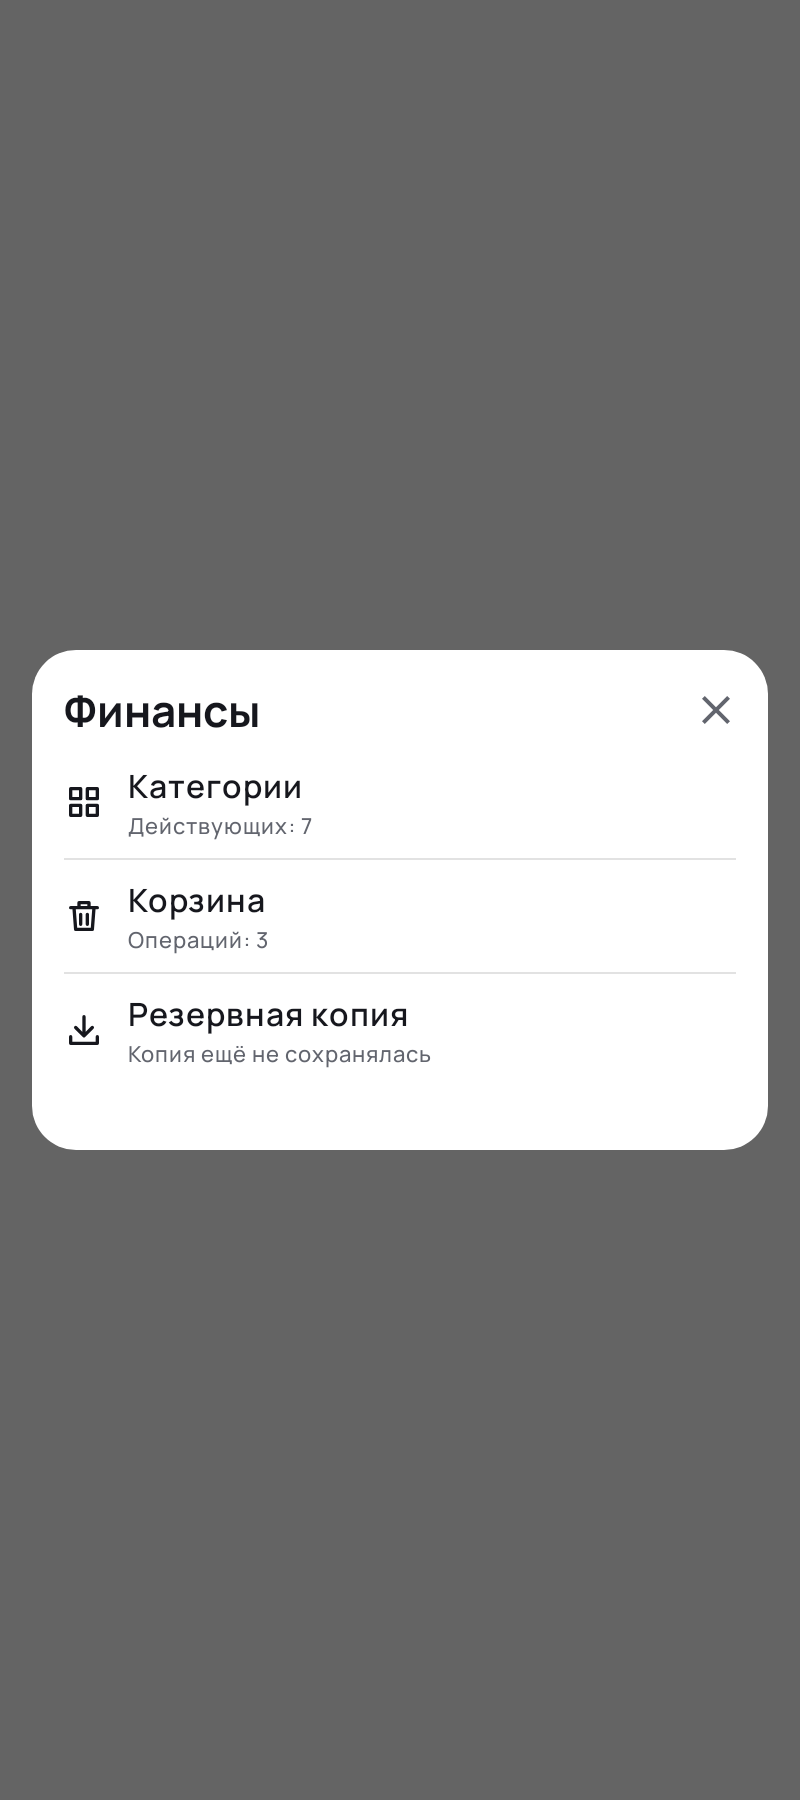 Финансы
Категории
Действующих: 7
Корзина
Операций: 3
Резервная копия
Копия ещё не сохранялась